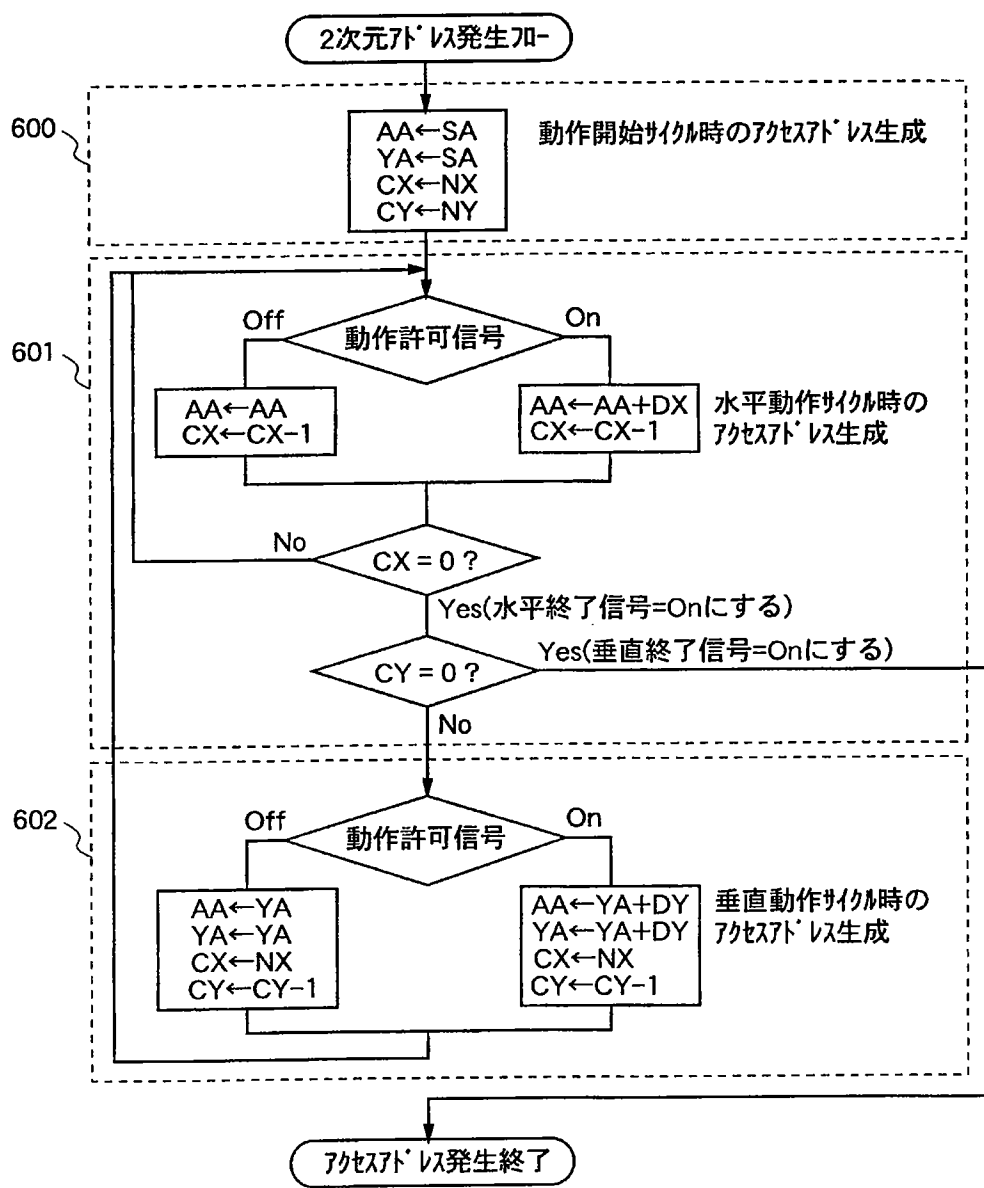 2次元ｱﾄﾞﾚｽ発生ﾌﾛｰ
600
AA←SA
YA←SA
CX←NX
CY←NY
動作開始ｻｲｸﾙ時のｱｸｾｽｱﾄﾞﾚｽ生成
601
Off
動作許可信号
On
AA←AA
CX←CX-1
AA←AA+DX
CX←CX-1
水平動作ｻｲｸﾙ時の
ｱｸｾｽｱﾄﾞﾚｽ生成
No
CX=0？
Yes(水平終了信号=Onにする)
CY=0？
Yes(垂直終了信号=Onにする)
No
602
Off
動作許可信号
On
AA←YA
YA←YA
CX←NX
CY←CY-1
AA←YA+DY
YA←YA+DY
CX←NX
CY←CY-1
垂直動作ｻｲｸﾙ時の
ｱｸｾｽｱﾄﾞﾚｽ生成
ｱｸｾｽｱﾄﾞﾚｽ発生終了